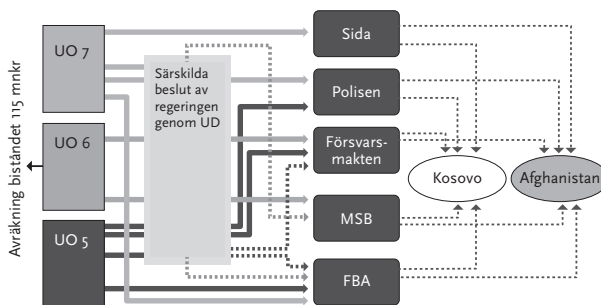 Avräkning biståndet 115 mnkr
UO 7
UO 6
UO 5
Särskilda
beslut av
regeringen
genom UD
Sida
Polisen
Försvars-
makten
MSB
FBA
Kosovo
Afghanistan